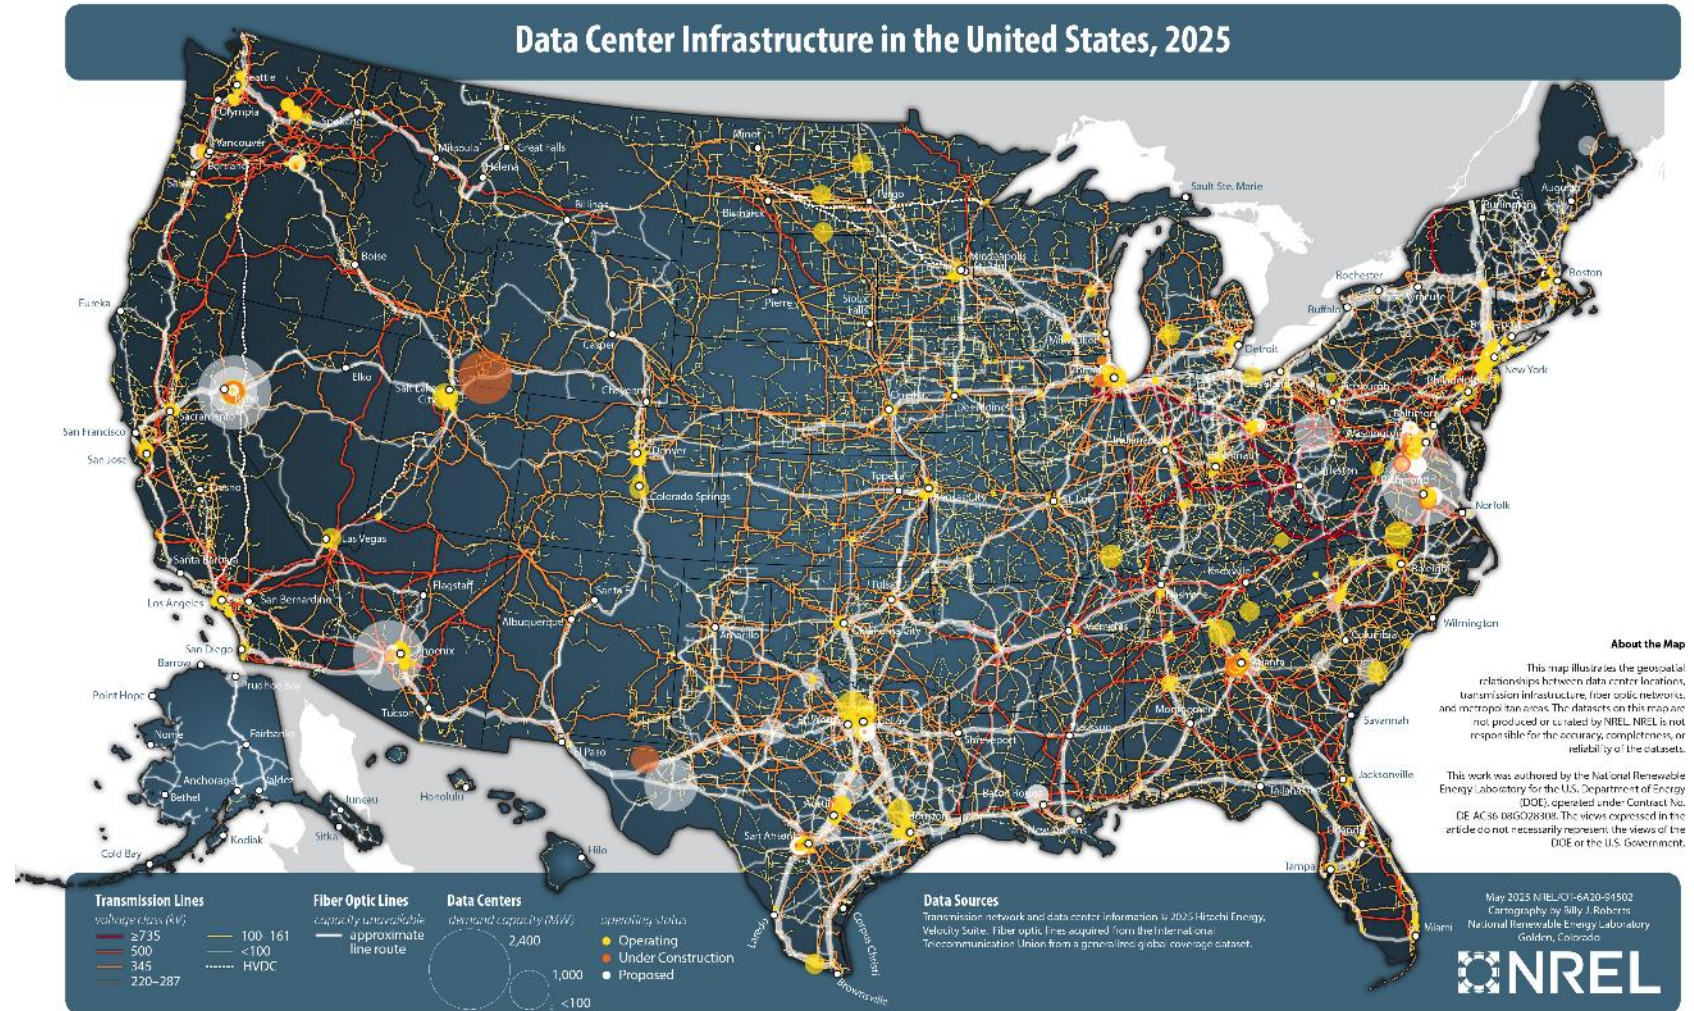 Data Center Infrastructure in the United States, 2025
Seattle
Olympia
Spokane
Vancouver
Portland
Missoula
Great Falls
Helena
Billings
Minot
Bismarck
Fargo
Sault Ste. Marie
Augusta
Burlington
Boise
Minneapolis
Rochester
Boston
Eureka
Pierre
Sioux
Falls
Syracuse
Buffalo
Milwaukee
Detroit
Casper
Elko
Salt Lake
City
Cheyenne
Omaha
Des Moines
Cleveland
Pittsburgh
Philadelphia
New York
Sacramento
Baltimore
San Francisco
Washington
San Jose
Denver
Indianapolis
Topeka
Kansas City
Charleston
Richmond
Fresno
Colorado Springs
Norfolk
Las Vegas
Santa Barbara
Knoxville
Raleigh
Tulsa
Flagstaff
Los Angeles
San Bernardino
Albuquerque
Amarillo
Oklahoma City
Memphis
Wilmington
Columbia
San Diego
Phoenix
Atlanta
Barrow
Prudhoe Bay
Point Hope
Tucson
Dallas
Montgomery
Savannah
Nome
Fairbanks
El Paso
Shreveport
Jackson
Anchorage
Valdez
Jacksonville
Bethel
Juneau
Honolulu
Baton Rouge
Tallahassee
Austin
Houston
New Orleans
Sitka
Kodiak
San Antonio
Orlando
Cold Bay
Hilo
Tampa
Laredo
Corpus Christi
Miami
Brownsville
About the Map
This map illustrates the geospatial
relationships between data center locations,
transmission infrastructure, fiber optic networks,
and metropolitan areas. The datasets on this map are
not produced or curated by NREL. NREL is not
responsible for the accuracy, completeness, or
reliability of the datasets.
This work was authored by the National Renewable
Energy Laboratory for the U.S. Department of Energy
(DOE), operated under Contract No.
DE-AC36-08GO28308. The views expressed in the
article do not necessarily represent the views of the
DOE or the U.S. Government.
Transmission Lines
voltage class (kV)
≥735
500
345
220–287
100–161
<100
HVDC
Fiber Optic Lines
capacity unavailable
approximate
line route
Data Centers
demand capacity (MW)
2,400
1,000
<100
operating status
Operating
Under Construction
Proposed
Data Sources
Transmission network and data center information © 2025 Hitachi Energy,
Velocity Suite. Fiber optic lines acquired from the International
Telecommunication Union from a generalized global coverage dataset.
May 2025 NREL/OT-6A20-94502
Cartography by Billy J. Roberts
National Renewable Energy Laboratory
Golden, Colorado
NREL